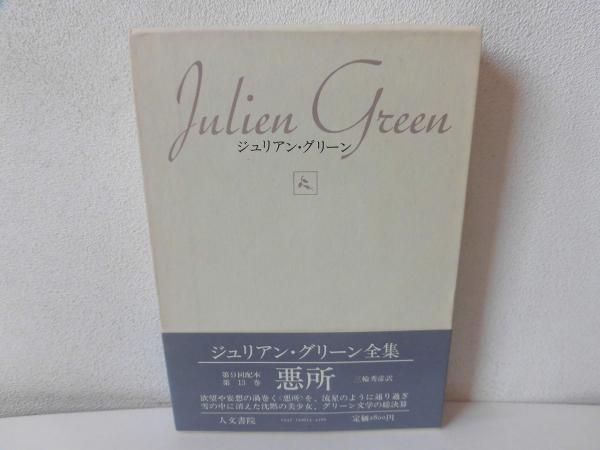 Julien Green
ジュリアン・グリーン
ジュリアン・グリーン全集
第9回配本
第13巻
悪所
三輪秀彦訳
欲望や妄想の渦巻く〈悪所〉を、流星のように通り過ぎ
雪の中に消えた沈黙の美少女、グリーン文学の総決算
人文書院
定価2800円